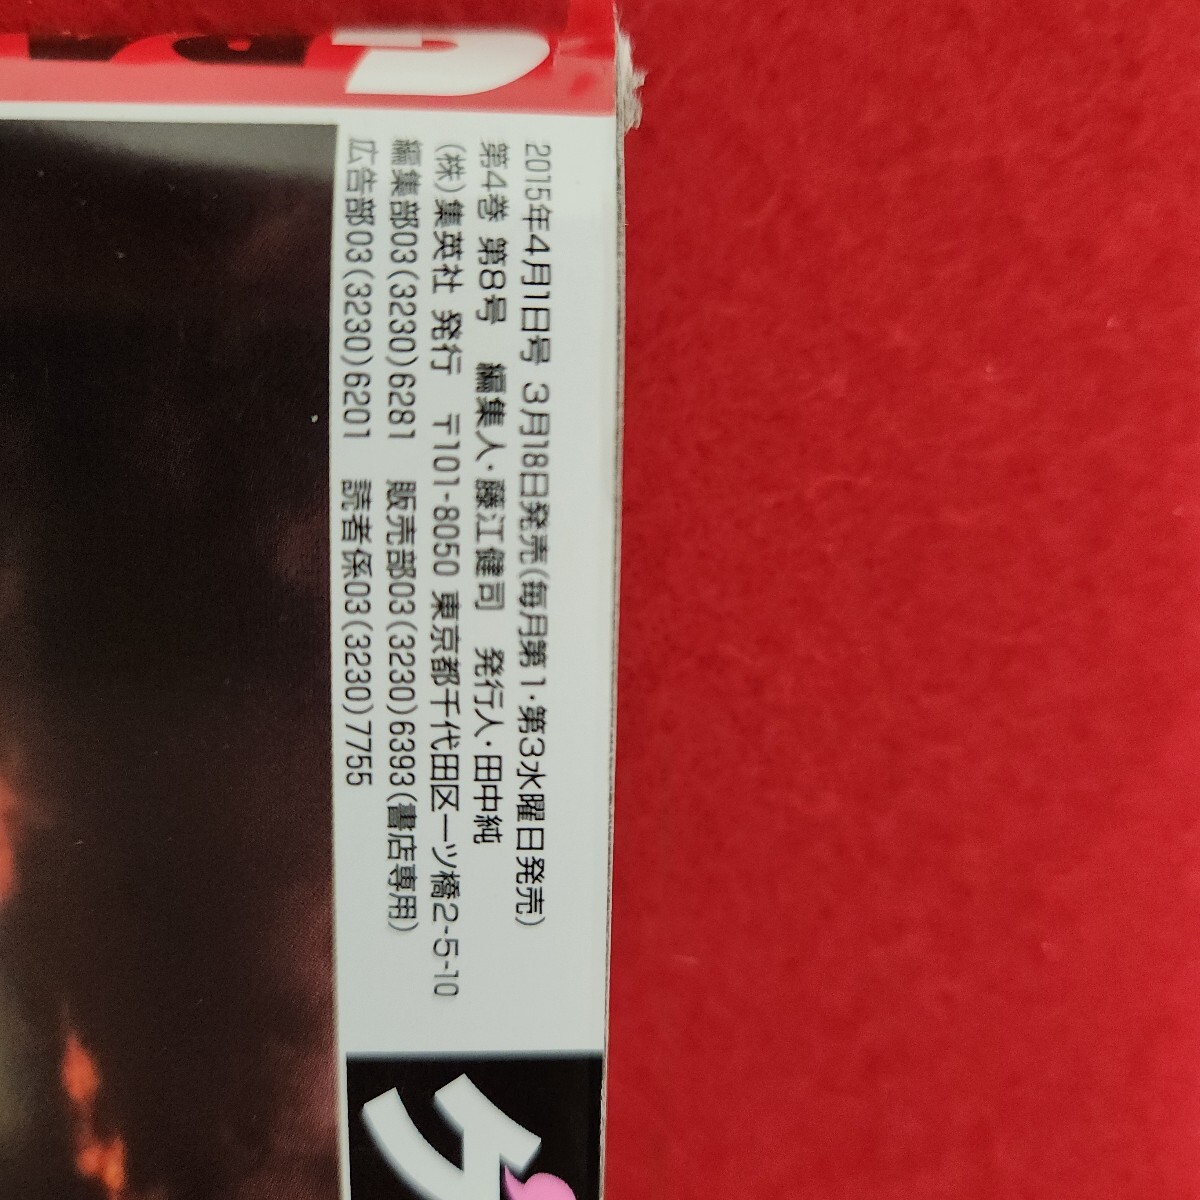 2015年4月1日号 3月18日発売(毎月第1・第3水曜日発売)
第4巻 第8号 編集人・藤江健司 発行人・田中純
(株)集英社 発行 〒101-8050 東京都千代田区一ツ橋2-5-10
編集部03(3230)6281 販売部03(3230)6393(書店専用)
広告部03(3230)6201 読者係03(3230)7755